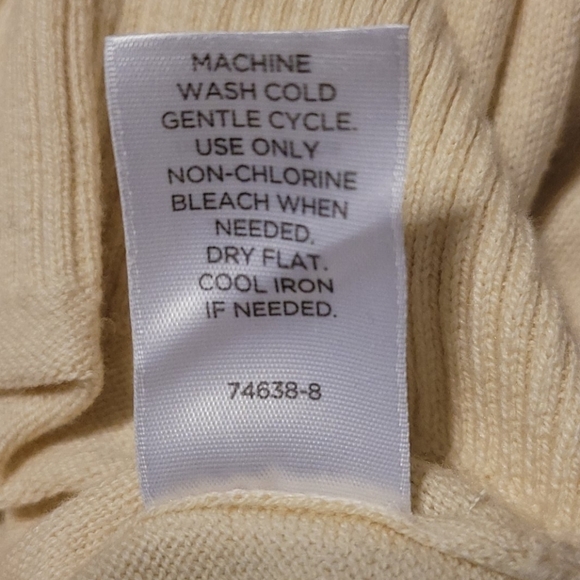 MACHINE
WASH COLD
GENTLE CYCLE.
USE ONLY
NON-CHLORINE
BLEACH WHEN
NEEDED.
DRY FLAT.
COOL IRON
IF NEEDED.
74638-8